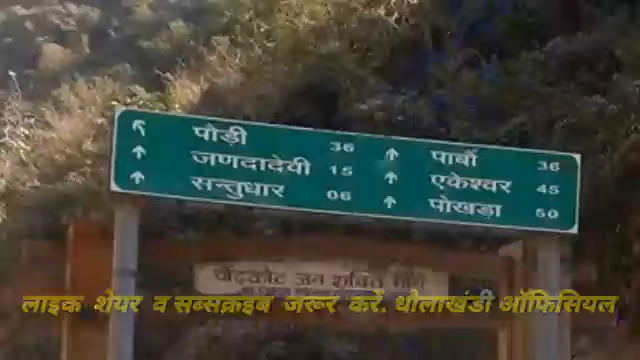 पौड़ी 36
जणदादेवी 15
सन्तुधार 06
पाबौं 36
एकेश्वर 45
पोखड़ा 50
लाइक शेयर व सब्सक्राइब जरूर करें. धोलाखंडी ऑफिसियल